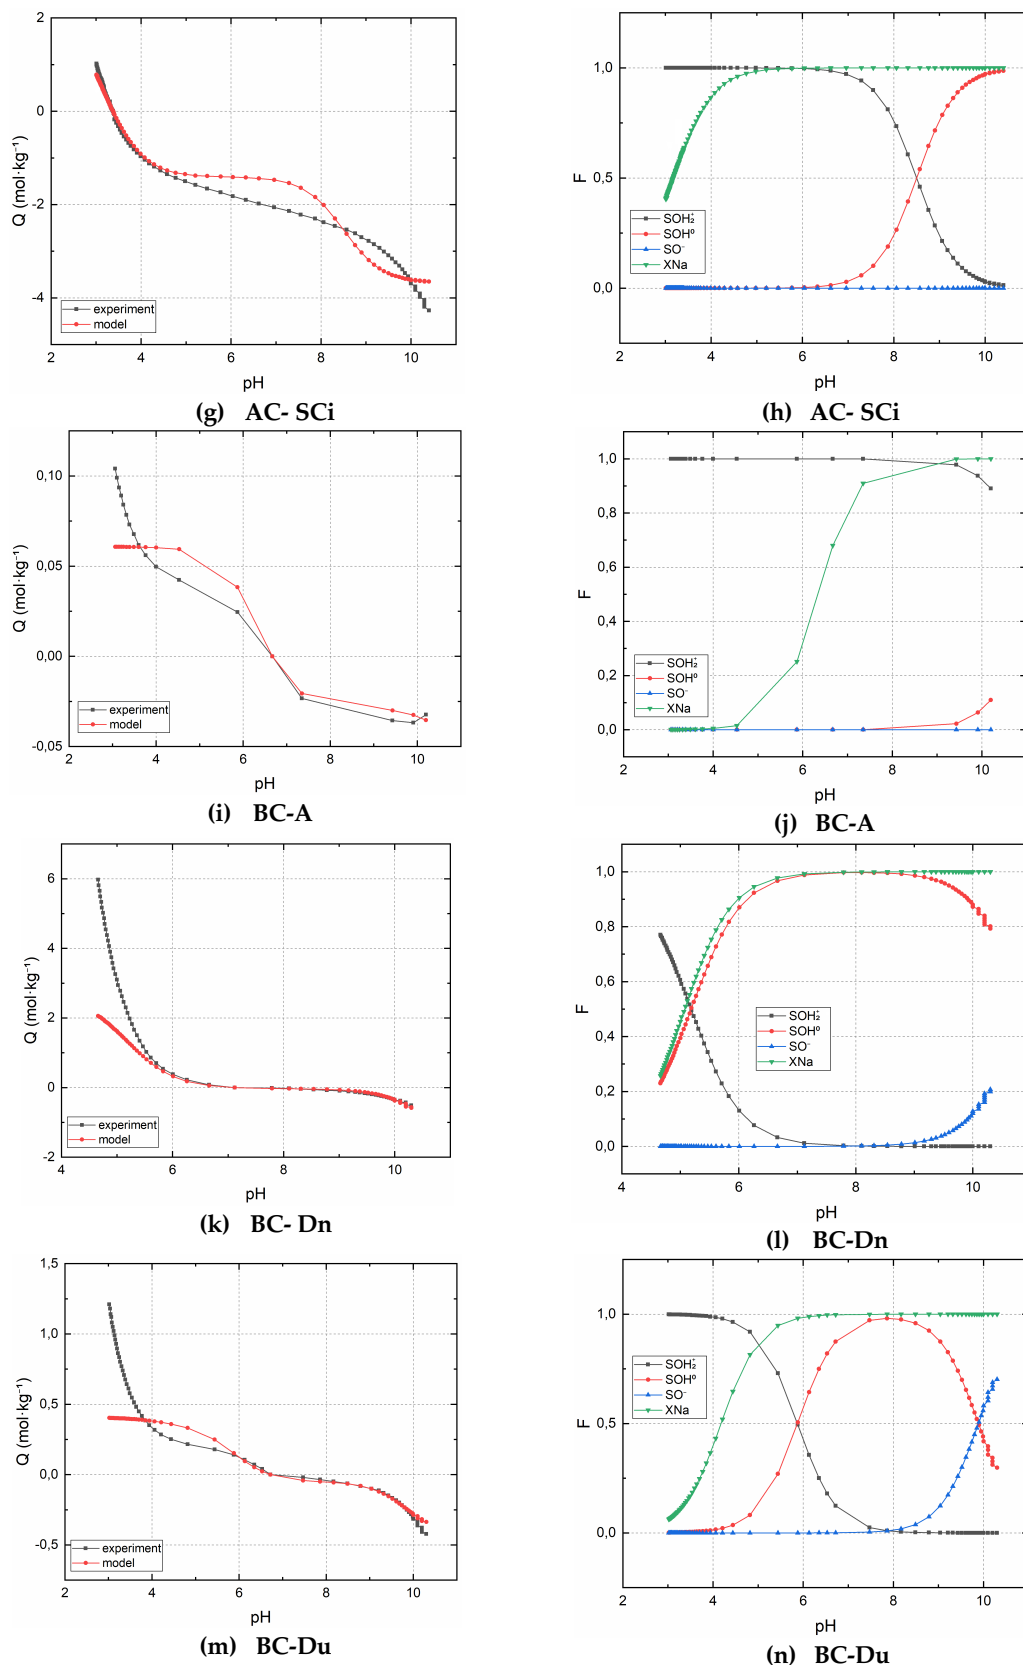 2
0
-2
-4
Q (mol·kg⁻¹)
experiment
model
2 4 6 8 10
pH
(g) AC- SCi
1,0
0,5
0,0
F
SOH₂⁺
SOH⁰
SO⁻
XNa
2 4 6 8 10
pH
(h) AC- SCi
0,10
0,05
0,00
-0,05
Q (mol·kg⁻¹)
experiment
model
2 4 6 8 10
pH
(i) BC-A
1,0
0,8
0,6
0,4
0,2
0,0
F
SOH₂⁺
SOH⁰
SO⁻
XNa
2 4 6 8 10
pH
(j) BC-A
6
4
2
0
-2
Q (mol·kg⁻¹)
experiment
model
4 6 8 10
pH
(k) BC- Dn
1,0
0,8
0,6
0,4
0,2
0,0
F
SOH₂⁺
SOH⁰
SO⁻
XNa
4 6 8 10
pH
(l) BC-Dn
1,5
1,0
0,5
0,0
-0,5
Q (mol·kg⁻¹)
experiment
model
2 4 6 8 10
pH
(m) BC-Du
1,0
0,5
0,0
F
SOH₂⁺
SOH⁰
SO⁻
XNa
2 4 6 8 10
pH
(n) BC-Du